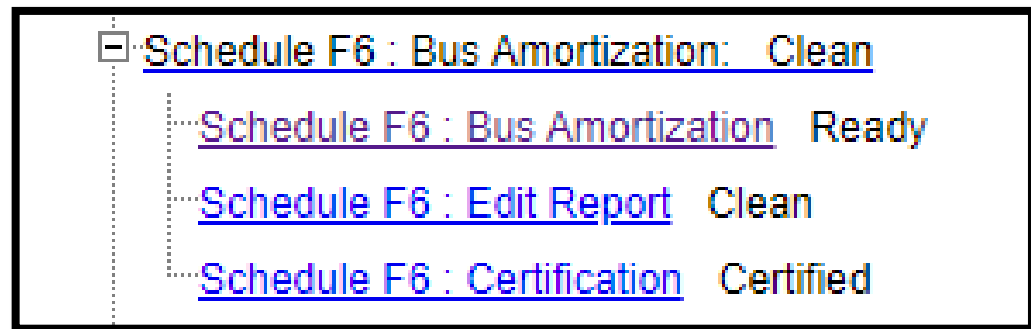 Schedule F6 : Bus Amortization:   Clean
Schedule F6 : Bus Amortization   Ready
Schedule F6 : Edit Report   Clean
Schedule F6 : Certification   Certified